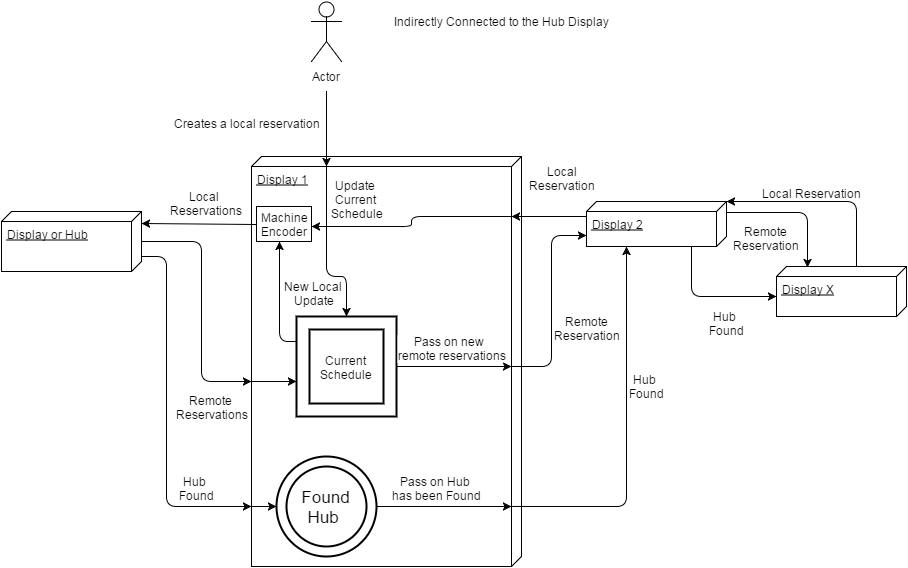 Indirectly Connected to the Hub Display
Actor
Creates a local reservation
Display 1
Update
Current
Schedule
Local
Reservation
Local
Reservations
Local Reservation
Machine
Encoder
Display or Hub
Display 2
Remote
Reservation
Display X
New Local
Update
Hub
Found
Remote
Reservation
Pass on new
remote reservations
Current
Schedule
Remote
Reservations
Hub
Found
Hub
Found
Pass on Hub
has been Found
Found
Hub